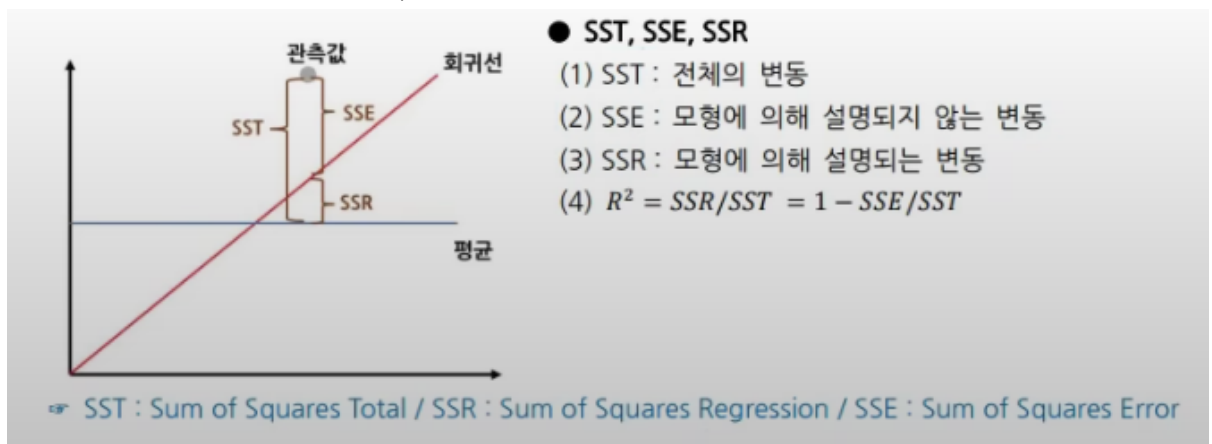 관측값
회귀선
SST
SSE
SSR
평균
● SST, SSE, SSR
(1) SST : 전체의 변동
(2) SSE : 모형에 의해 설명되지 않는 변동
(3) SSR : 모형에 의해 설명되는 변동
(4) R² = SSR/SST = 1 − SSE/SST
☞ SST : Sum of Squares Total / SSR : Sum of Squares Regression / SSE : Sum of Squares Error